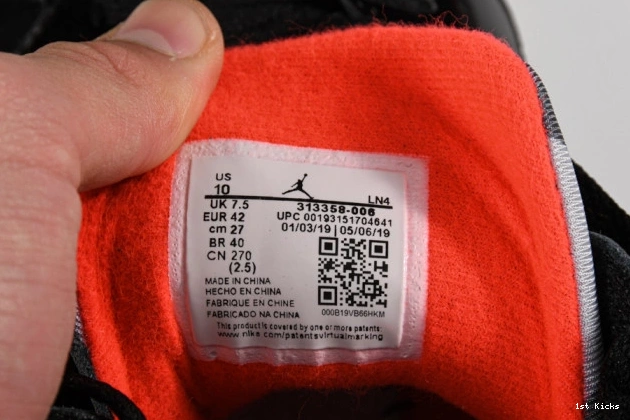 US
10
LN4
UK 7.5
313358-006
EUR 42
UPC 00193151704641
cm 27
01/03/19 | 05/06/19
BR 40
CN 270
(2.5)
MADE IN CHINA
HECHO EN CHINA
FABRIQUE EN CHINE
FABRICADO NA CHINA
000B19VB66HKM
This product is covered by one or more patents:
www.nike.com/patentsvirtualmarking
1st Kicks